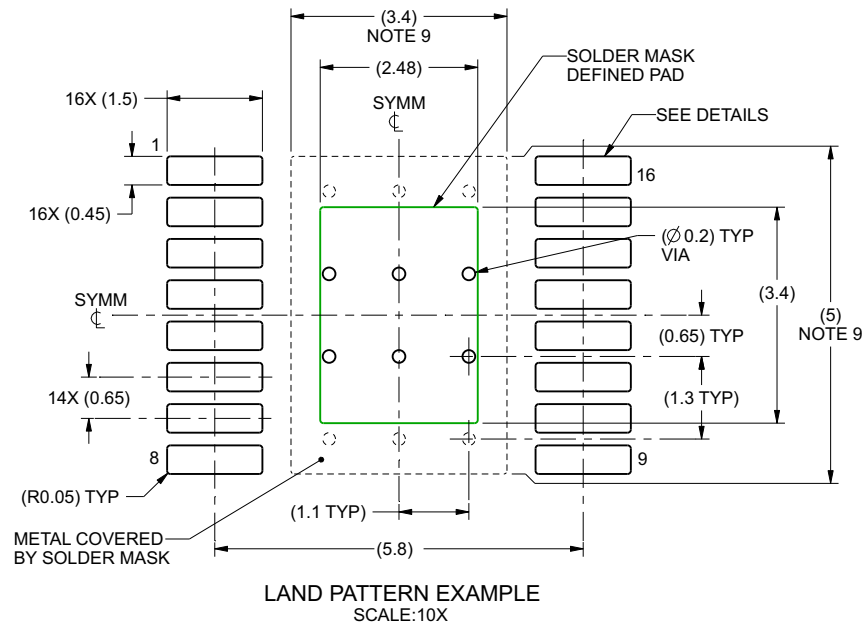 (3.4)
NOTE 9
(2.48)
SOLDER MASK
DEFINED PAD
16X (1.5)
SYMM
℄
SEE DETAILS
1
16
16X (0.45)
(Ø 0.2) TYP
VIA
(3.4)
SYMM
℄
(5)
NOTE 9
(0.65) TYP
14X (0.65)
(1.3 TYP)
8
9
(R0.05) TYP
(1.1 TYP)
METAL COVERED
BY SOLDER MASK
(5.8)
LAND PATTERN EXAMPLE
SCALE:10X